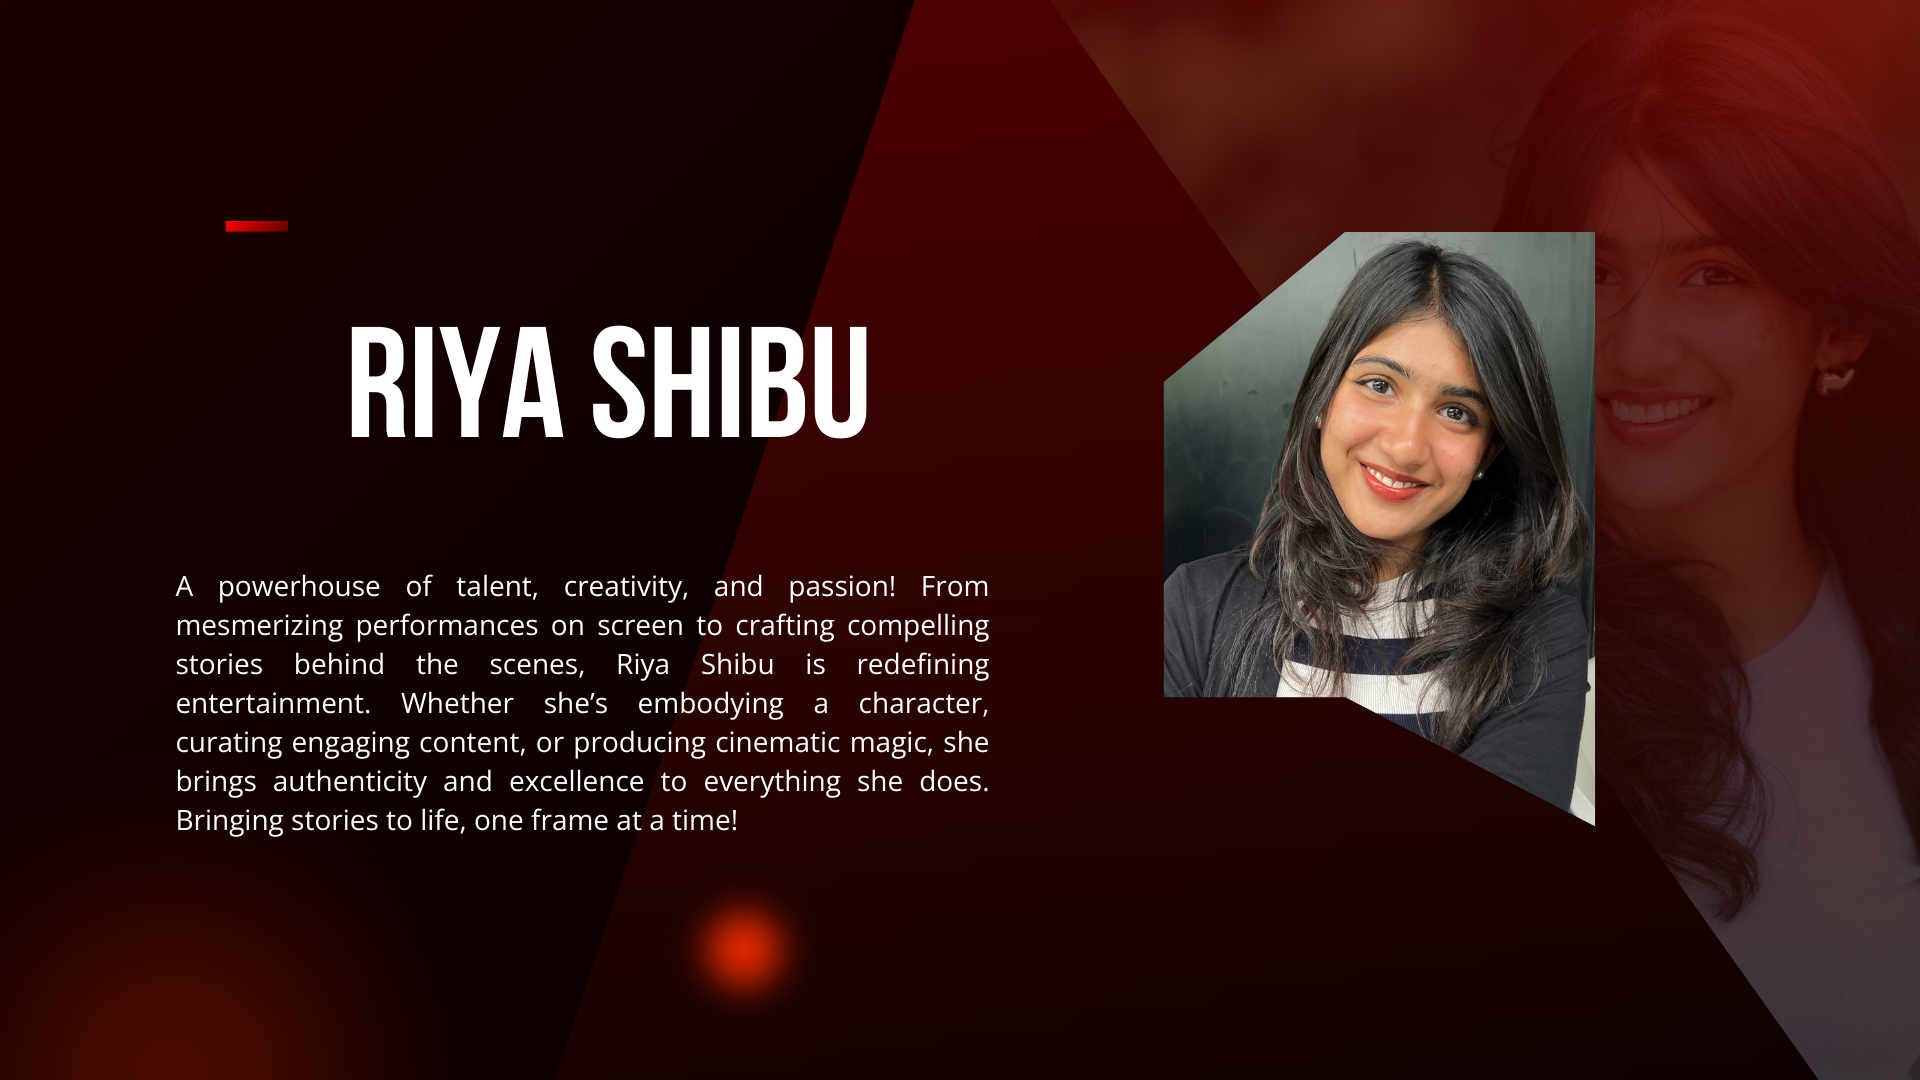 RIYA SHIBU
A powerhouse of talent, creativity, and passion! From
mesmerizing performances on screen to crafting compelling
stories behind the scenes, Riya Shibu is redefining
entertainment. Whether she’s embodying a character,
curating engaging content, or producing cinematic magic, she
brings authenticity and excellence to everything she does.
Bringing stories to life, one frame at a time!